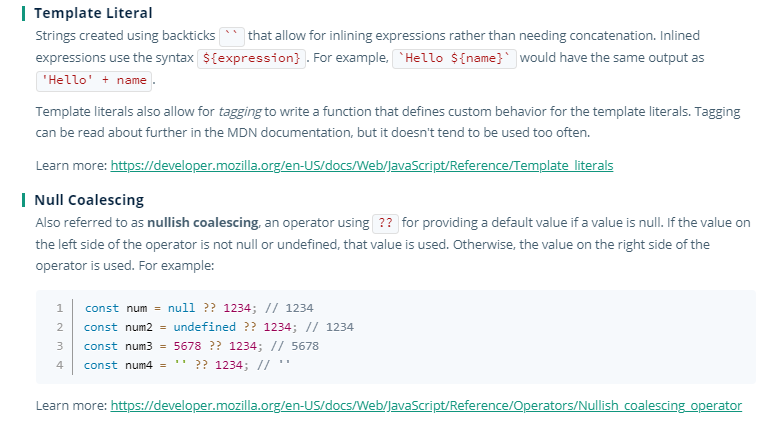 Template Literal
Strings created using backticks `` that allow for inlining expressions rather than needing concatenation. Inlined
expressions use the syntax ${expression}. For example, `Hello ${name}` would have the same output as
'Hello' + name.
Template literals also allow for tagging to write a function that defines custom behavior for the template literals. Tagging
can be read about further in the MDN documentation, but it doesn't tend to be used too often.
Learn more: https://developer.mozilla.org/en-US/docs/Web/JavaScript/Reference/Template_literals
Null Coalescing
Also referred to as nullish coalescing, an operator using ?? for providing a default value if a value is null. If the value on
the left side of the operator is not null or undefined, that value is used. Otherwise, the value on the right side of the
operator is used. For example:
1 const num = null ?? 1234; // 1234
2 const num2 = undefined ?? 1234; // 1234
3 const num3 = 5678 ?? 1234; // 5678
4 const num4 = '' ?? 1234; // ''
Learn more: https://developer.mozilla.org/en-US/docs/Web/JavaScript/Reference/Operators/Nullish_coalescing_operator